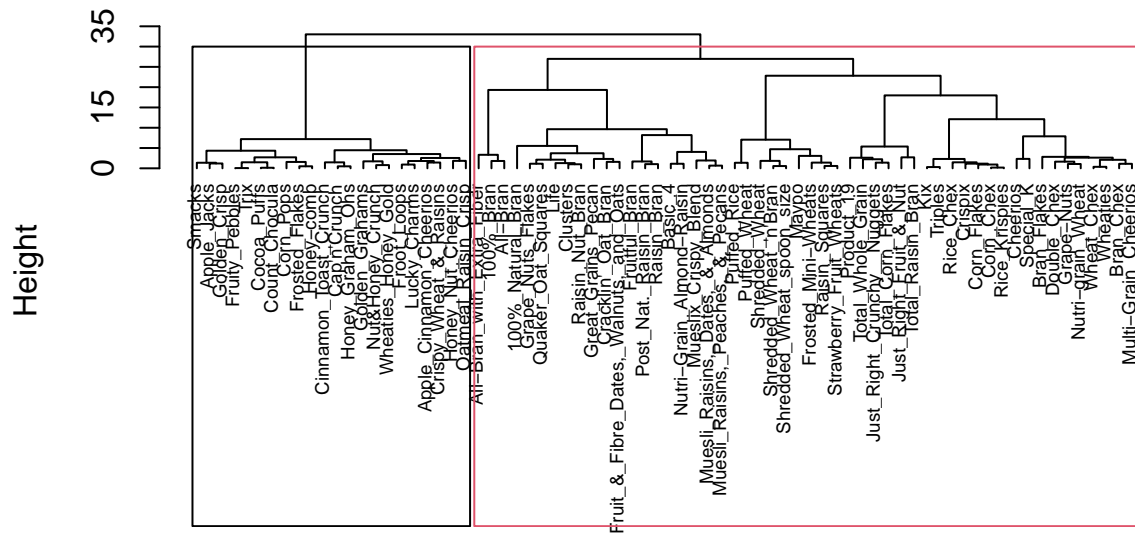 Height
35
15
0
Smacks
Apple_Jacks
Golden_Crisp
Fruity_Pebbles
Trix
Cocoa_Puffs
Count_Chocula
Corn_Pops
Frosted_Flakes
Honey-comb
Cinnamon_Toast_Crunch
Cap'n'Crunch
Honey_Graham_Ohs
Golden_Grahams
Nut&Honey_Crunch
Wheaties_Honey_Gold
Froot_Loops
Lucky_Charms
Apple_Cinnamon_Cheerios
Crispy_Wheat_&_Raisins
Honey_Nut_Cheerios
Oatmeal_Raisin_Crisp
All-Bran_with_Extra_Fiber
100%_Bran
All-Bran
100%_Natural_Bran
Grape_Nuts_Flakes
Quaker_Oat_Squares
Life
Clusters
Raisin_Nut_Bran
Great_Grains_Pecan
Cracklin'_Oat_Bran
Fruit_&_Fibre_Dates,_Walnuts,_and_Oats
Fruitful_Bran
Post_Nat._Raisin_Bran
Raisin_Bran
Basic_4
Nutri-Grain_Almond-Raisin
Mueslix_Crispy_Blend
Muesli_Raisins,_Dates,_&_Almonds
Muesli_Raisins,_Peaches,_&_Pecans
Puffed_Rice
Puffed_Wheat
Shredded_Wheat
Shredded_Wheat_'n'Bran
Shredded_Wheat_spoon_size
Maypo
Frosted_Mini-Wheats
Raisin_Squares
Strawberry_Fruit_Wheats
Product_19
Total_Whole_Grain
Just_Right_Crunchy__Nuggets
Total_Corn_Flakes
Just_Right_Fruit_&_Nut
Total_Raisin_Bran
Kix
Triples
Rice_Chex
Crispix
Corn_Flakes
Corn_Chex
Rice_Krispies
Cheerios
Special_K
Bran_Flakes
Double_Chex
Grape-Nuts
Nutri-grain_Wheat
Wheat_Chex
Wheaties
Bran_Chex
Multi-Grain_Cheerios